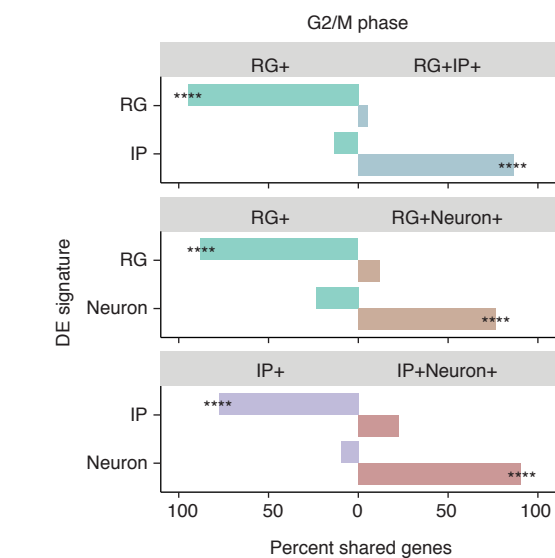 G2/M phase
RG+ RG+IP+
RG ****
IP ****
RG+ RG+Neuron+
RG ****
Neuron ****
IP+ IP+Neuron+
IP ****
Neuron ****
DE signature
100 50 0 50 100
Percent shared genes